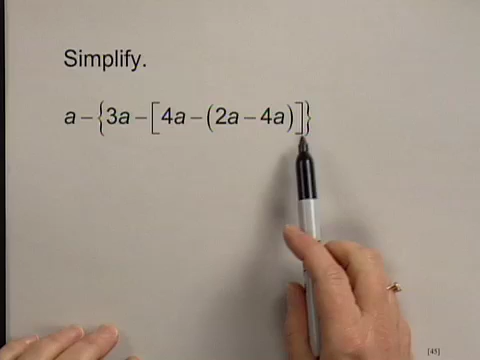 Simplify.
a – {3a – [4a – (2a – 4a)]}
[45]